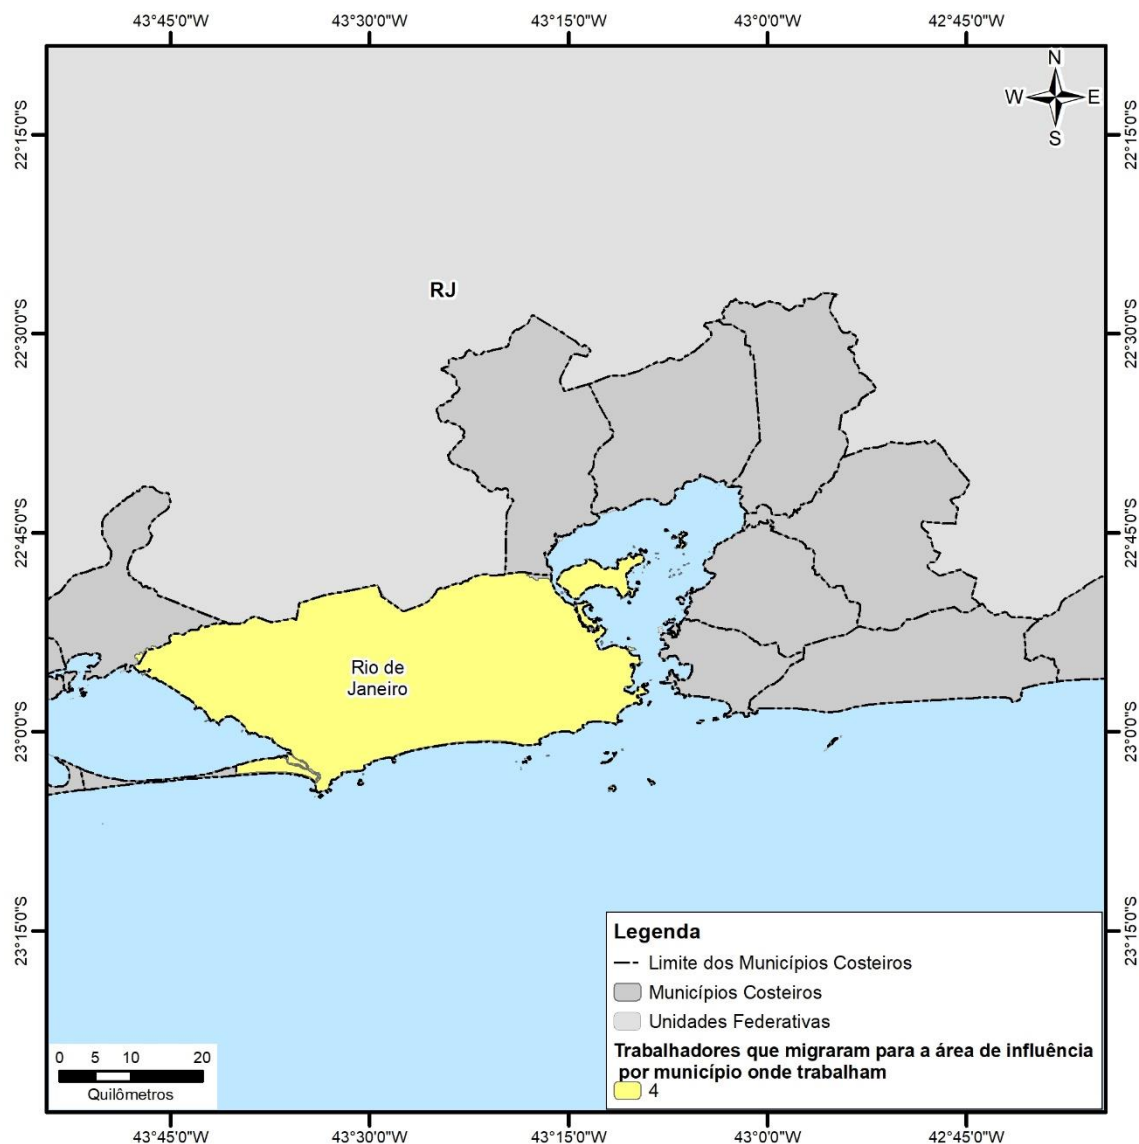 43°45'0"W 43°30'0"W 43°15'0"W 43°0'0"W 42°45'0"W
N
W E
S
22°15'0"S 22°15'0"S
RJ
22°30'0"S 22°30'0"S
22°45'0"S 22°45'0"S
Rio de
Janeiro
23°0'0"S 23°0'0"S
23°15'0"S 23°15'0"S
Legenda
Limite dos Municípios Costeiros
Municípios Costeiros
Unidades Federativas
Trabalhadores que migraram para a área de influência
por município onde trabalham
4
0 5 10 20
Quilômetros
43°45'0"W 43°30'0"W 43°15'0"W 43°0'0"W 42°45'0"W